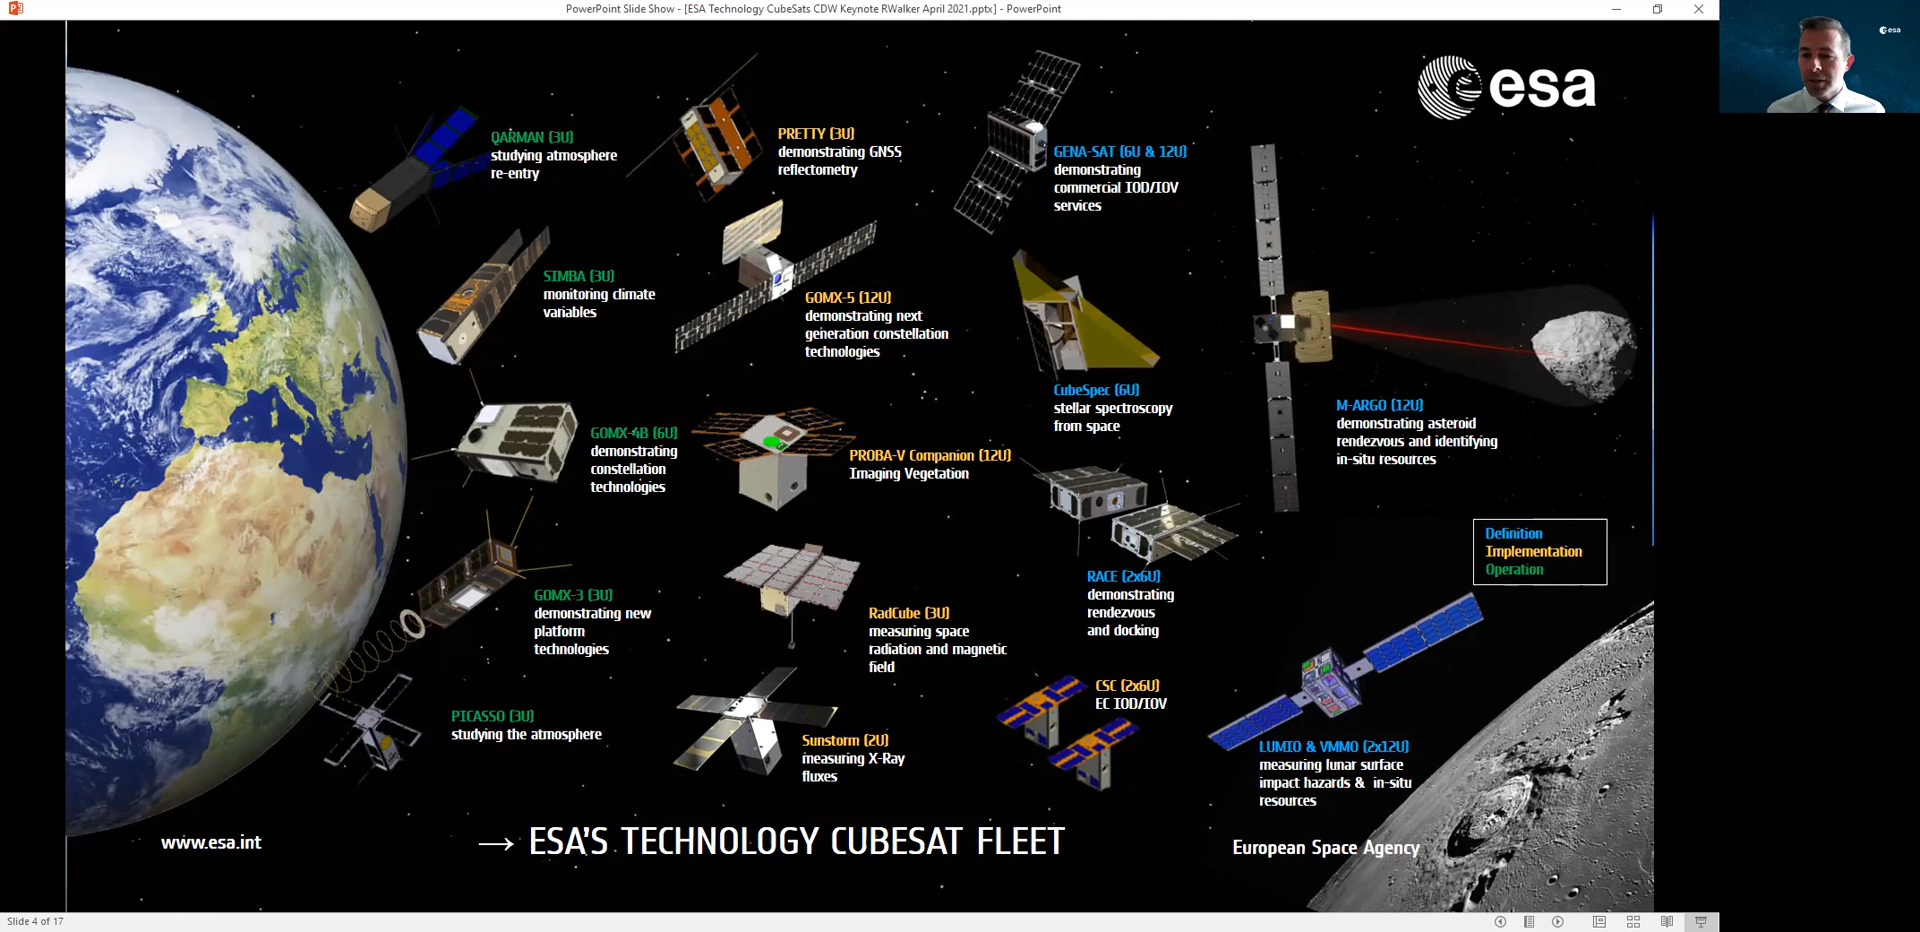 PowerPoint Slide Show - [ESA Technology CubeSats CDW Keynote RWalker April 2021.pptx] - PowerPoint
esa
esa
QARMAN (3U)
studying atmosphere
re-entry
PRETTY (3U)
demonstrating GNSS
reflectometry
GENA-SAT (6U & 12U)
demonstrating
commercial IOD/IOV
services
SIMBA (3U)
monitoring climate
variables
GOMX-5 (12U)
demonstrating next
generation constellation
technologies
CubeSpec (6U)
stellar spectroscopy
from space
M-ARGO (12U)
demonstrating asteroid
rendezvous and identifying
in-situ resources
GOMX-4B (6U)
demonstrating
constellation
technologies
PROBA-V Companion (12U)
Imaging Vegetation
Definition
Implementation
Operation
GOMX-3 (3U)
demonstrating new
platform
technologies
RadCube (3U)
measuring space
radiation and magnetic
field
RACE (2x6U)
demonstrating
rendezvous
and docking
PICASSO (3U)
studying the atmosphere
Sunstorm (2U)
measuring X-Ray
fluxes
CSC (2x6U)
EC IOD/IOV
LUMIO & VMMO (2x12U)
measuring lunar surface
impact hazards & in-situ
resources
www.esa.int
→ ESA'S TECHNOLOGY CUBESAT FLEET
European Space Agency
Slide 4 of 17